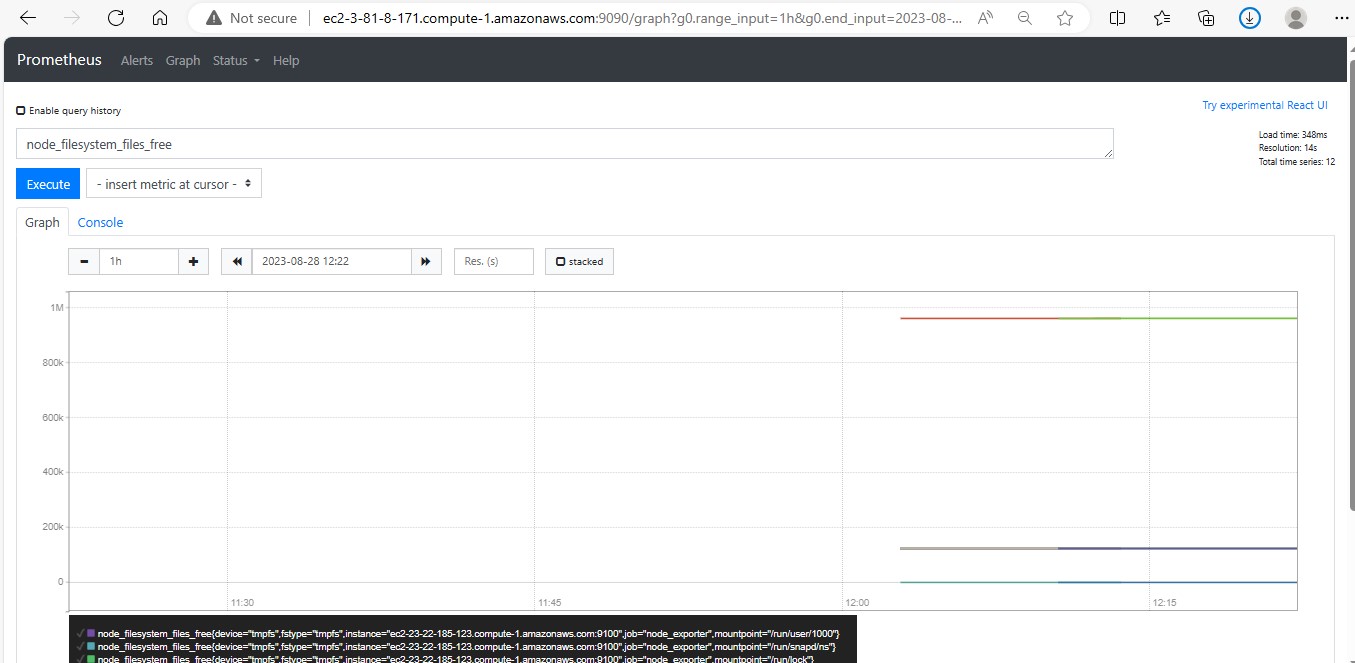 Not secure
ec2-3-81-8-171.compute-1.amazonaws.com:9090/graph?g0.range_input=1h&g0.end_input=2023-08-...
Prometheus Alerts Graph Status Help
Enable query history
Try experimental React UI
node_filesystem_files_free
Load time: 348ms
Resolution: 14s
Total time series: 12
Execute - insert metric at cursor -
Graph Console
1h 2023-08-28 12:22 Res. (s) stacked
1M
800k
600k
400k
200k
0
11:30 11:45 12:00 12:15
node_filesystem_files_free{device="tmpfs",fstype="tmpfs",instance="ec2-23-22-185-123.compute-1.amazonaws.com:9100",job="node_exporter",mountpoint="/run/user/1000"}
node_filesystem_files_free{device="tmpfs",fstype="tmpfs",instance="ec2-23-22-185-123.compute-1.amazonaws.com:9100",job="node_exporter",mountpoint="/run/snapd/ns"}
node_filesystem_files_free{device="tmpfs",fstype="tmpfs",instance="ec2-23-22-185-123.compute-1.amazonaws.com:9100",job="node_exporter",mountpoint="/run/lock"}